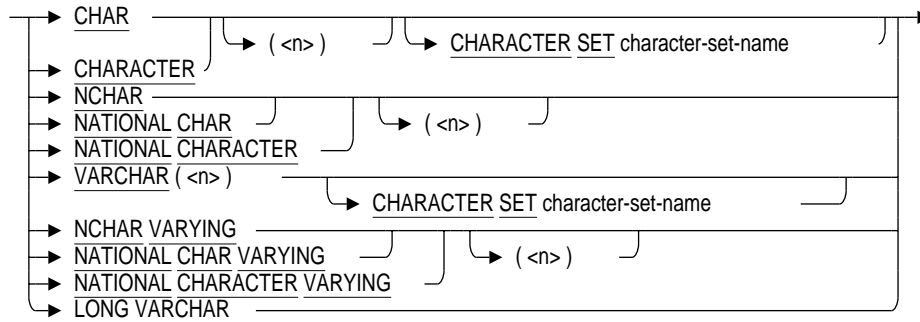 CHAR ( <n> ) CHARACTER SET character-set-name
CHARACTER
NCHAR
NATIONAL CHAR ( <n> )
NATIONAL CHARACTER
VARCHAR ( <n> )
CHARACTER SET character-set-name
NCHAR VARYING
NATIONAL CHAR VARYING ( <n> )
NATIONAL CHARACTER VARYING
LONG VARCHAR